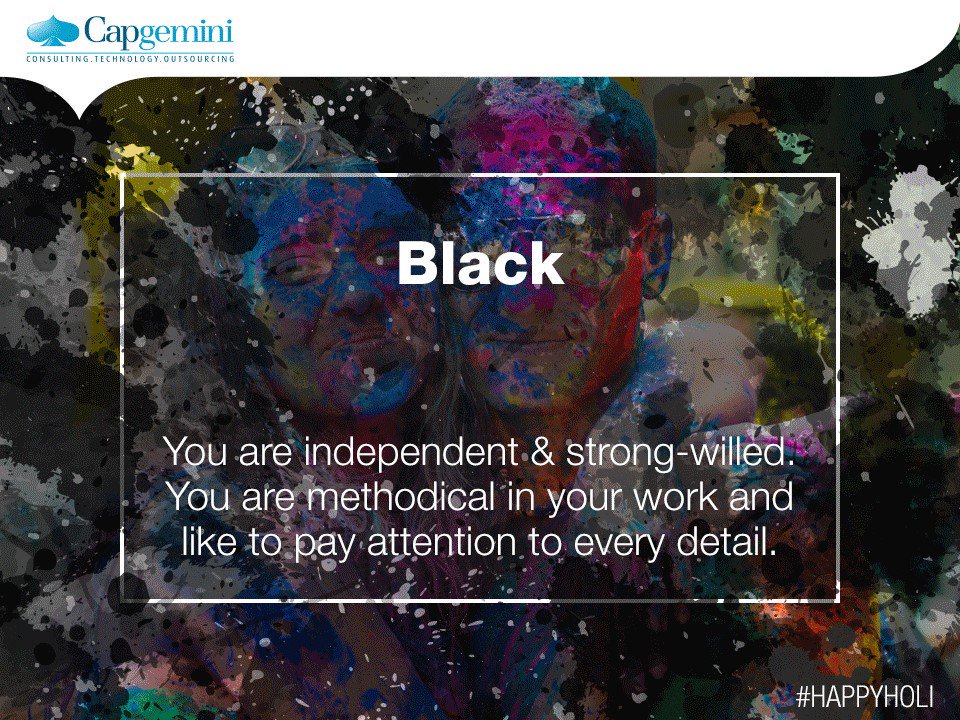 Capgemini
CONSULTING.TECHNOLOGY.OUTSOURCING
Black
You are independent & strong-willed.
You are methodical in your work and
like to pay attention to every detail.
#HAPPYHOLI